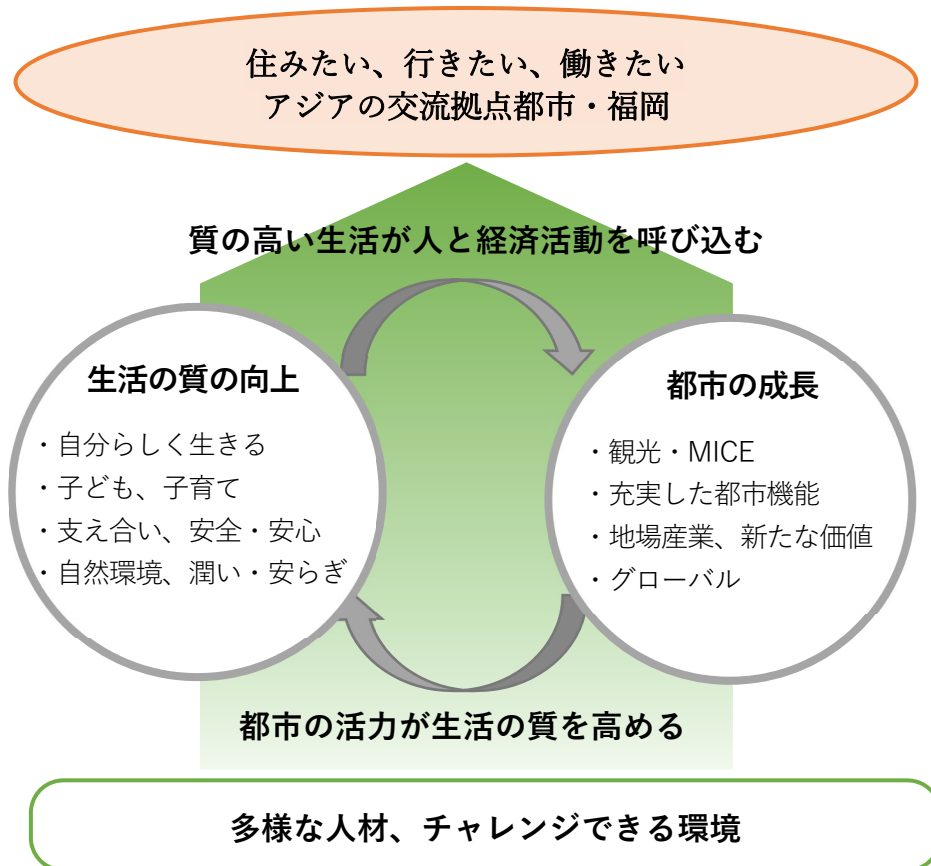 住みたい、行きたい、働きたい
アジアの交流拠点都市・福岡
質の高い生活が人と経済活動を呼び込む
生活の質の向上
・自分らしく生きる
・子ども、子育て
・支え合い、安全・安心
・自然環境、潤い・安らぎ
都市の成長
・観光・MICE
・充実した都市機能
・地場産業、新たな価値
・グローバル
都市の活力が生活の質を高める
多様な人材、チャレンジできる環境